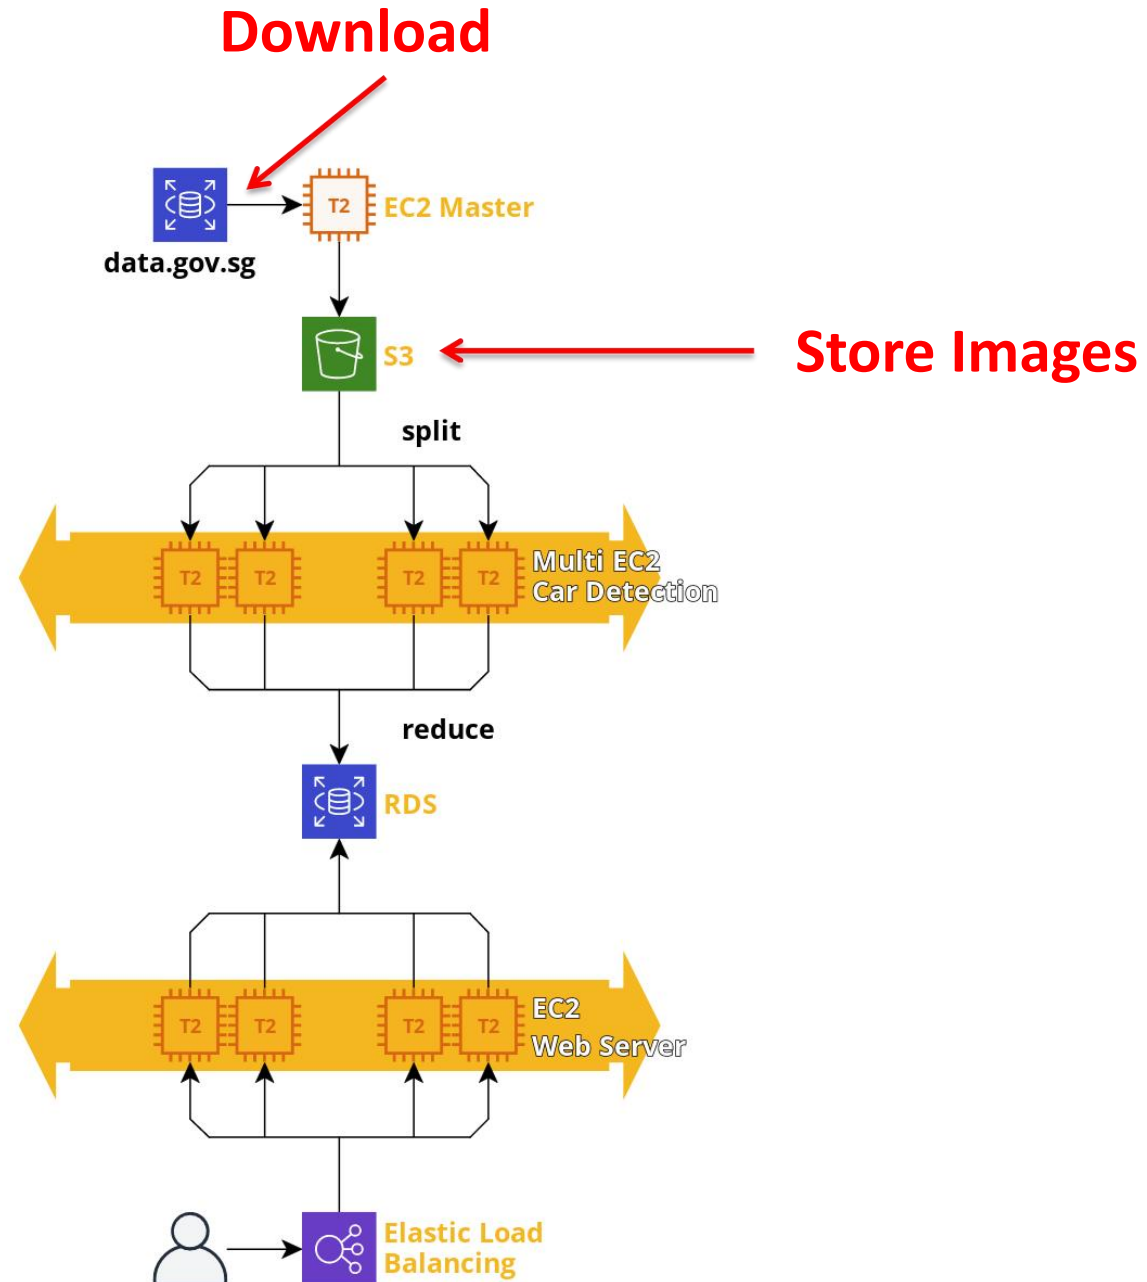 Download
T2
EC2 Master
data.gov.sg
S3
Store Images
split
T2 T2 T2 T2
Multi EC2
Car Detection
reduce
RDS
T2 T2 T2 T2
EC2
Web Server
Elastic Load
Balancing